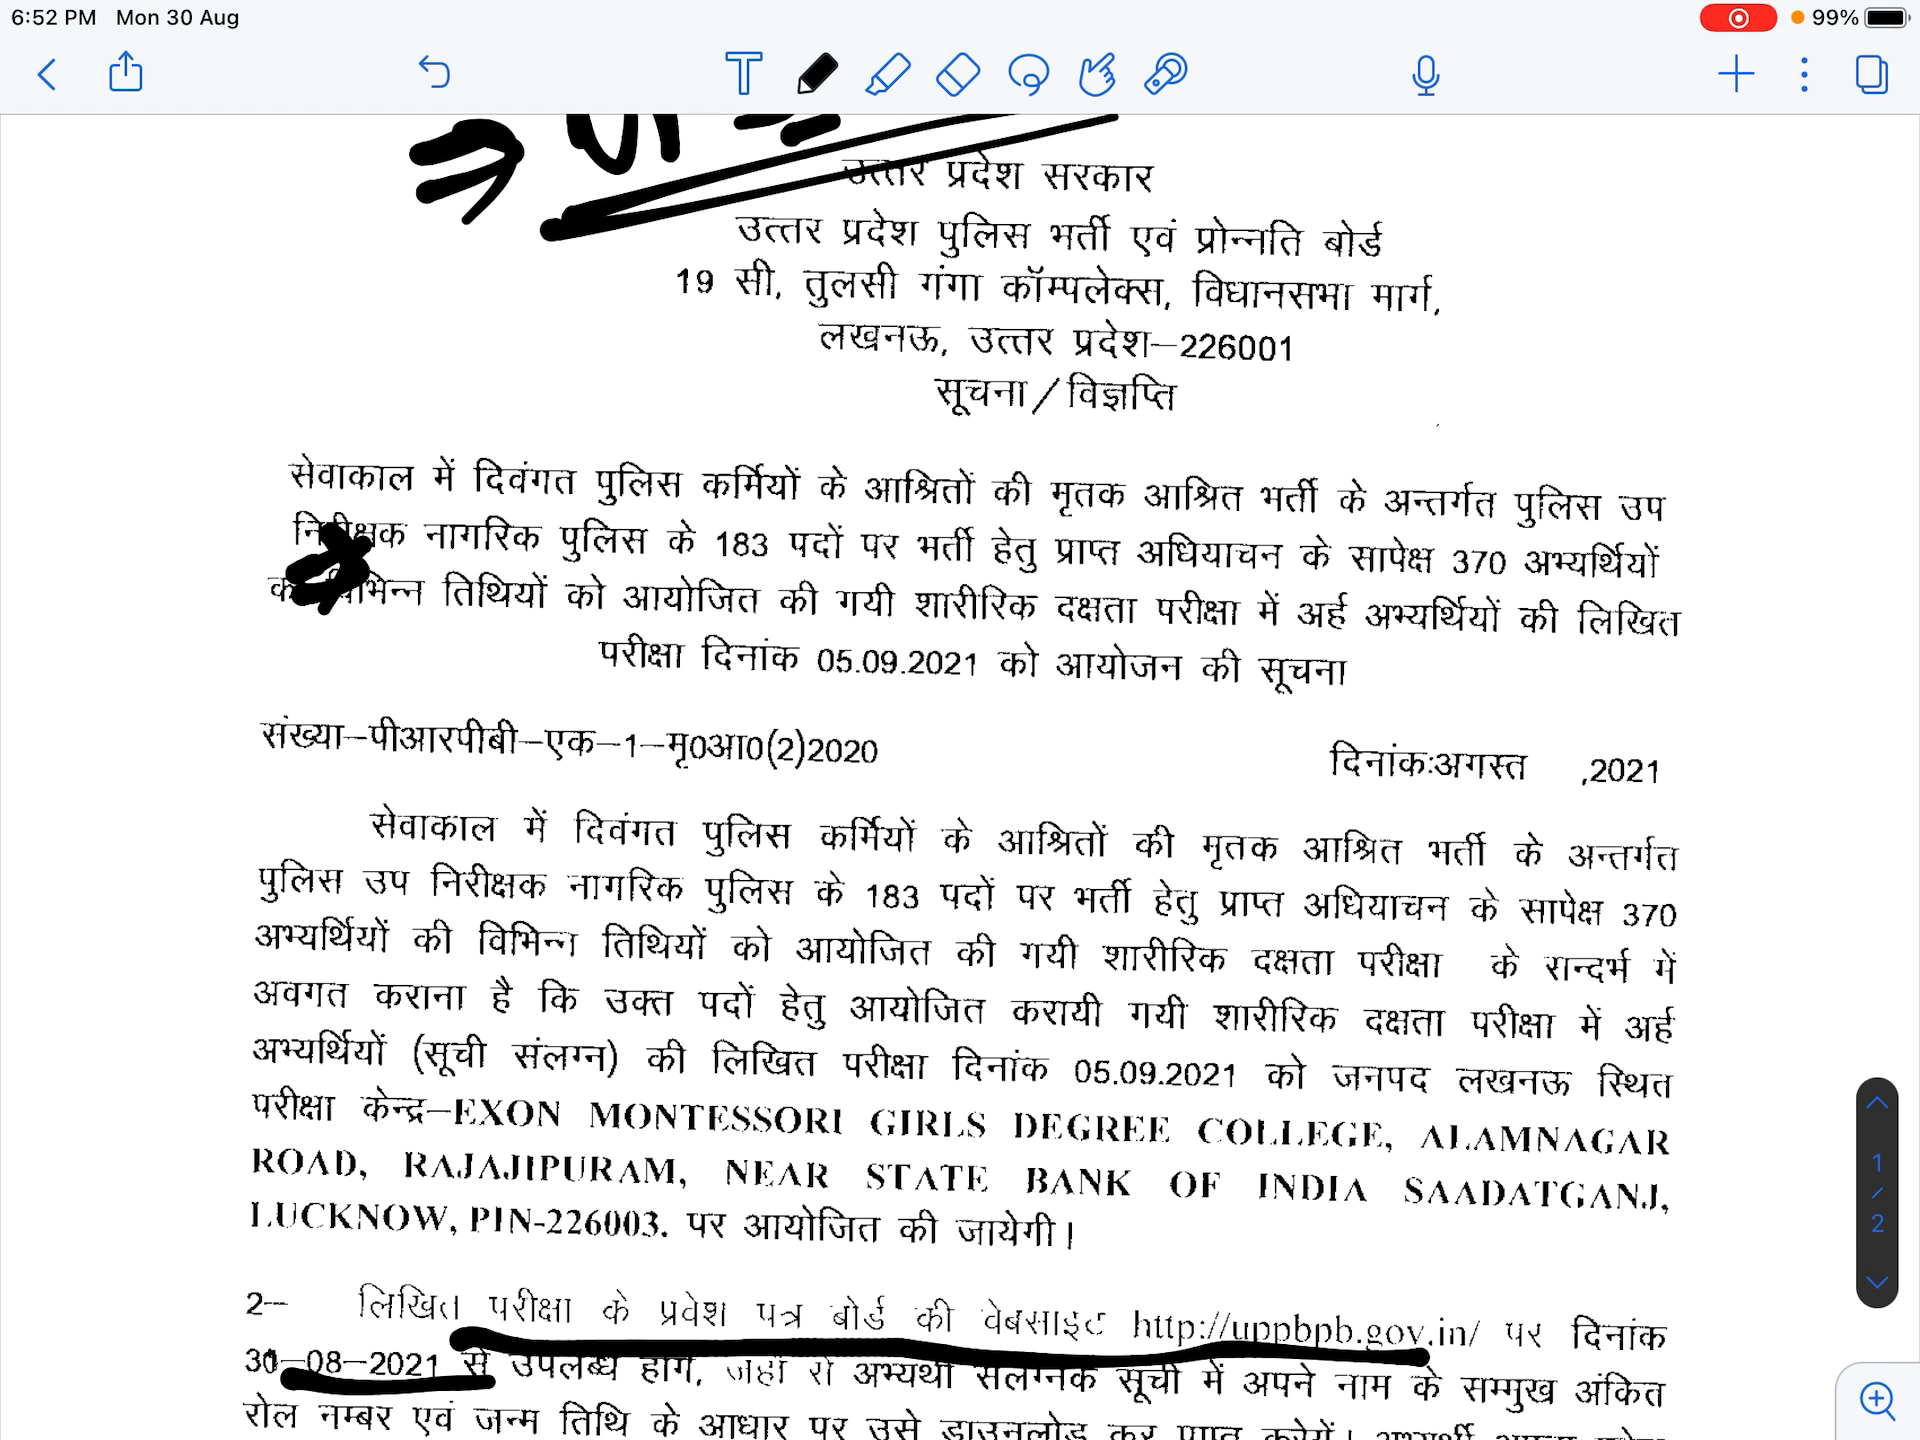 6:52 PM Mon 30 Aug
99%
उत्तर प्रदेश सरकार
उत्तर प्रदेश पुलिस भर्ती एवं प्रोन्नति बोर्ड
19 सी, तुलसी गंगा कॉम्पलेक्स, विधानसभा मार्ग,
लखनऊ, उत्तर प्रदेश–226001
सूचना/विज्ञप्ति
सेवाकाल में दिवंगत पुलिस कर्मियों के आश्रितों की मृतक आश्रित भर्ती के अन्तर्गत पुलिस उप
निरीक्षक नागरिक पुलिस के 183 पदों पर भर्ती हेतु प्राप्त अधियाचन के सापेक्ष 370 अभ्यर्थियों
विभिन्न तिथियों को आयोजित की गयी शारीरिक दक्षता परीक्षा में अर्ह अभ्यर्थियों की लिखित
परीक्षा दिनांक 05.09.2021 को आयोजन की सूचना
संख्या–पीआरपीबी–एक–1–मृ0आ0(2)2020
दिनांक:अगस्त ,2021
सेवाकाल में दिवंगत पुलिस कर्मियों के आश्रितों की मृतक आश्रित भर्ती के अन्तर्गत
पुलिस उप निरीक्षक नागरिक पुलिस के 183 पदों पर भर्ती हेतु प्राप्त अधियाचन के सापेक्ष 370
अभ्यर्थियों की विभिन्न तिथियों को आयोजित की गयी शारीरिक दक्षता परीक्षा के सन्दर्भ में
अवगत कराना है कि उक्त पदों हेतु आयोजित करायी गयी शारीरिक दक्षता परीक्षा में अर्ह
अभ्यर्थियों (सूची संलग्न) की लिखित परीक्षा दिनांक 05.09.2021 को जनपद लखनऊ स्थित
परीक्षा केन्द्र–EXON MONTESSORI GIRLS DEGREE COLLEGE, ALAMNAGAR
ROAD, RAJAJIPURAM, NEAR STATE BANK OF INDIA SAADATGANJ,
LUCKNOW, PIN-226003. पर आयोजित की जायेगी।
2– लिखित परीक्षा के प्रवेश पत्र बोर्ड की वेबसाइट http://uppbpb.gov.in/ पर दिनांक
–08–2021 से उपलब्ध होंगे, जहाँ से अभ्यर्थी संलग्नक सूची में अपने नाम के सम्मुख अंकित
रोल नम्बर एवं जन्म तिथि के आधार पर उसे डाउनलोड कर प्राप्त करेगें।
1
/
2